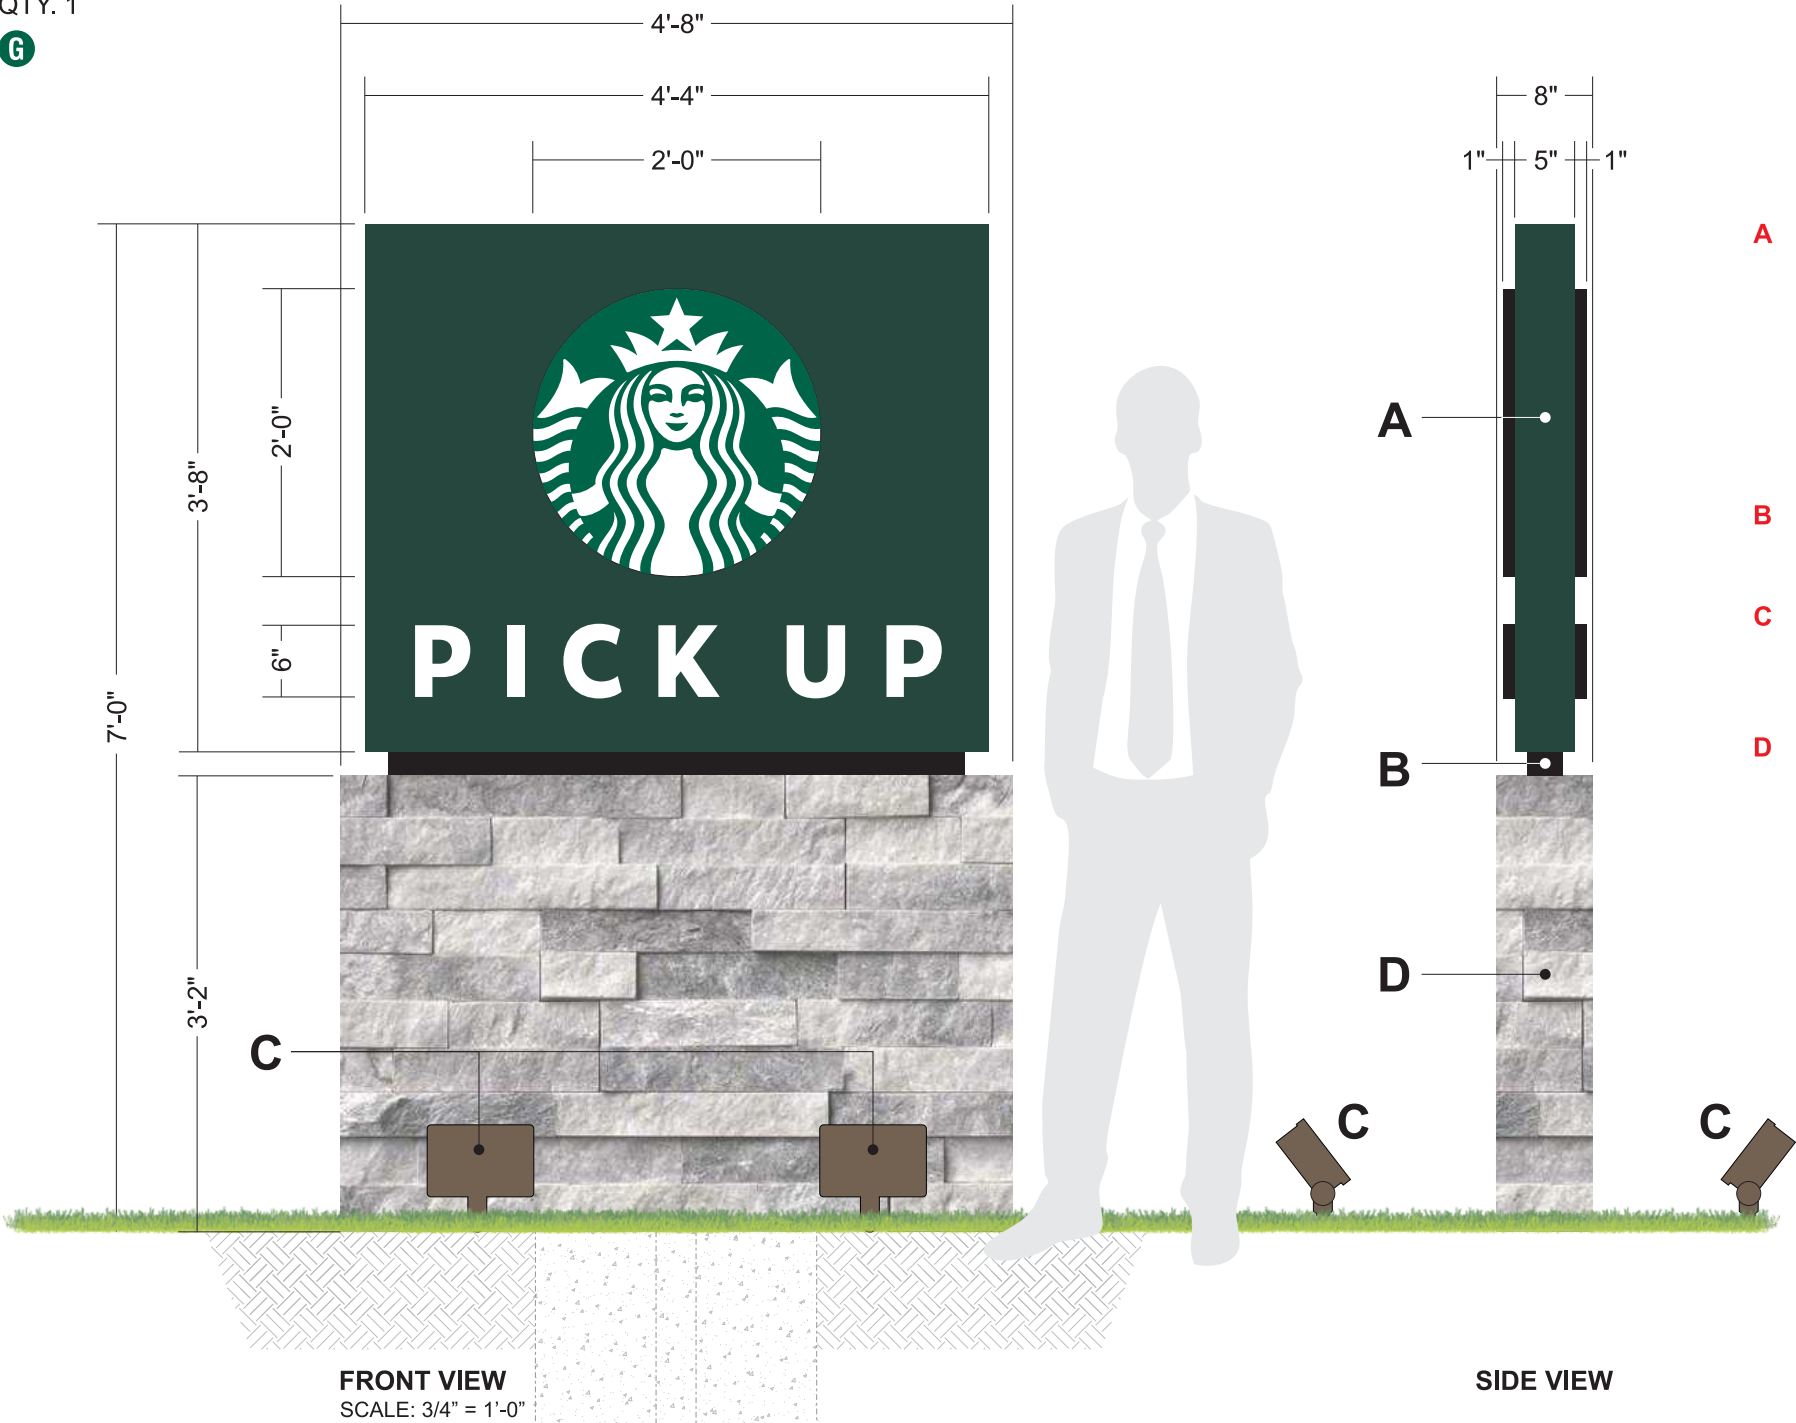 QTY. 1
G
4'-8"
4'-4"
2'-0"
8"
1" 5" 1"
A
A
2'-0"
3'-8"
B
C
PICK UP
6"
7'-0"
D
B
D
3'-2"
C
C
C
FRONT VIEW
SCALE: 3/4” = 1’-0”
SIDE VIEW